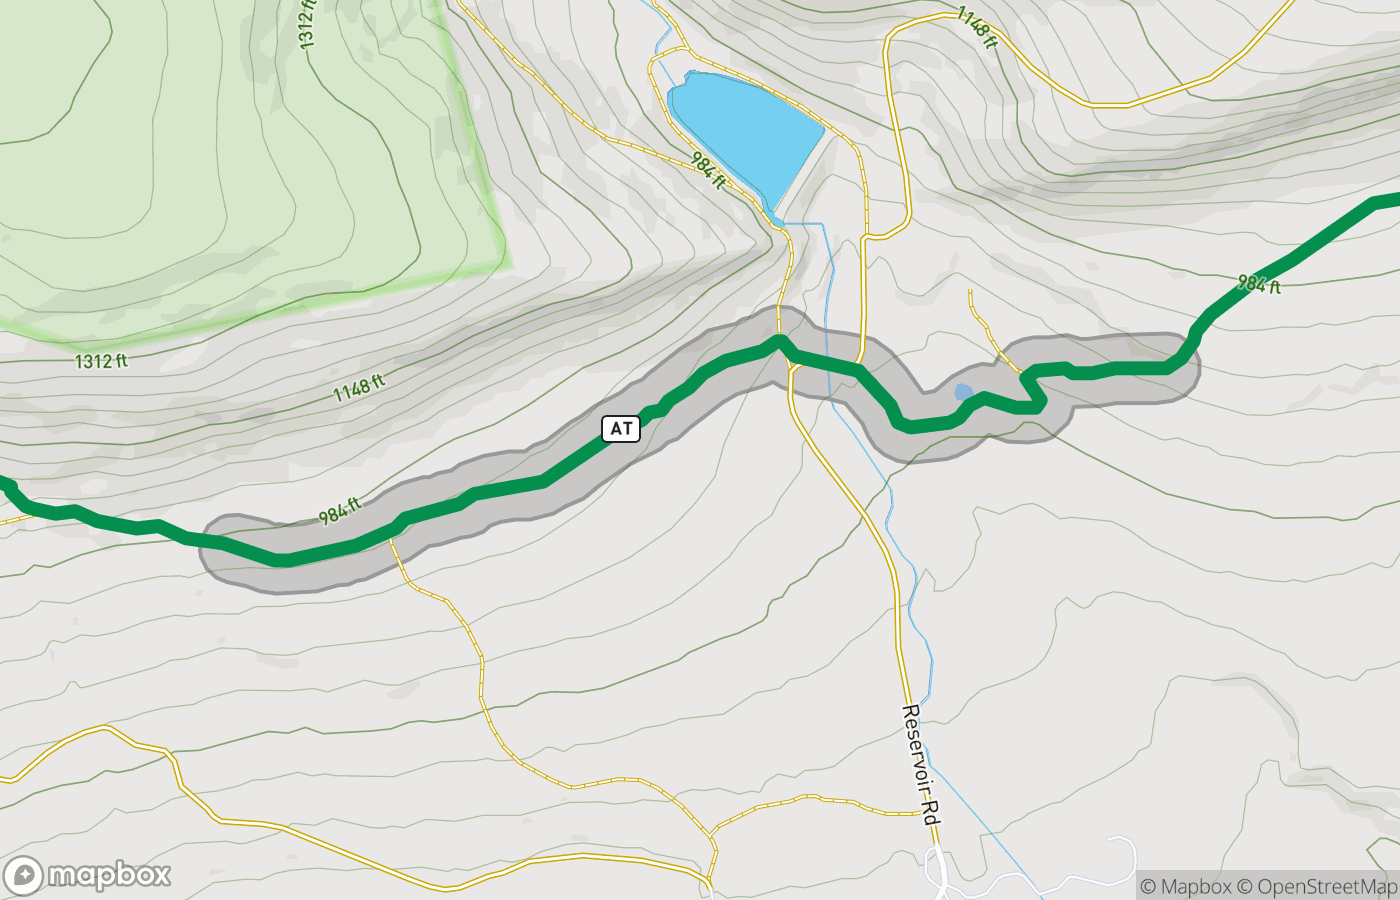 1312 ft
1148 ft
984 ft
984 ft
1312 ft
1148 ft
AT
984 ft
Reservoir Rd
mapbox
© Mapbox © OpenStreetMap